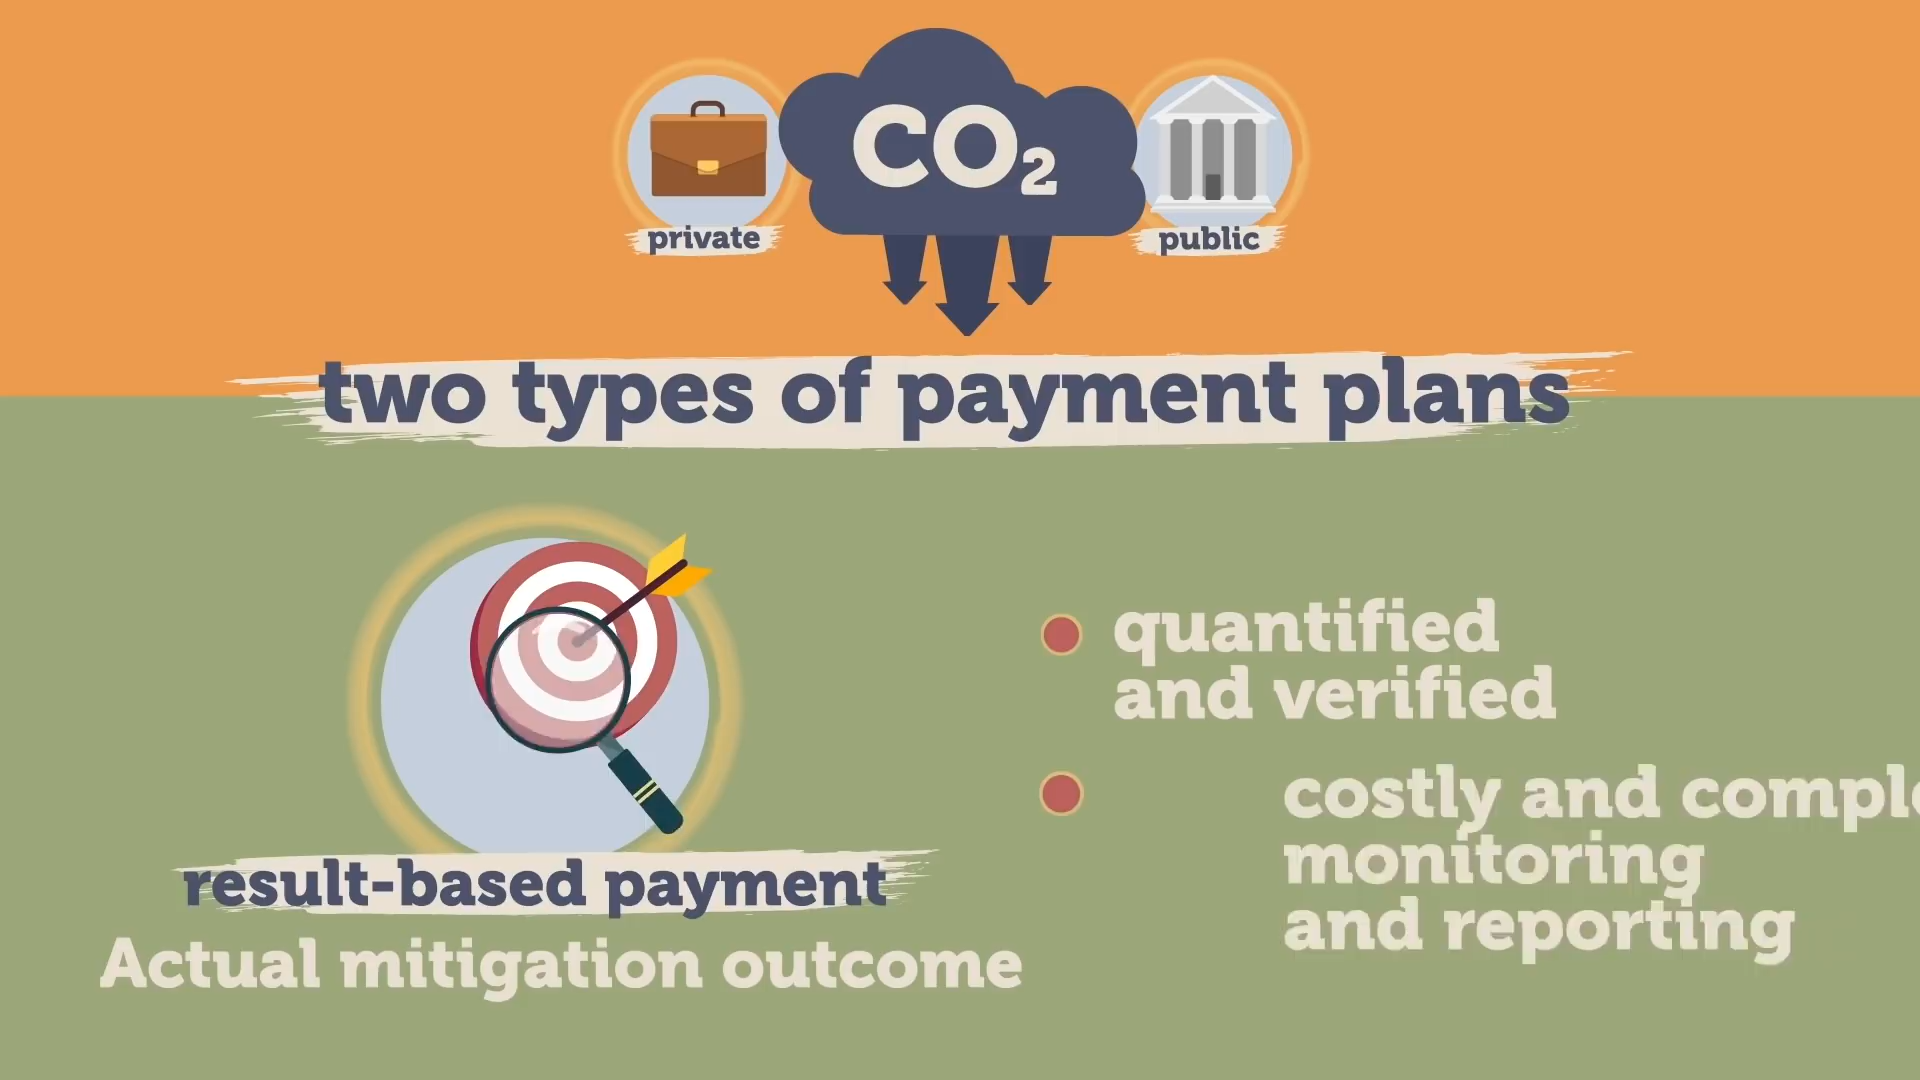 CO₂
private
public
two types of payment plans
result-based payment
Actual mitigation outcome
quantified
and verified
costly and
monitoring
and reporting